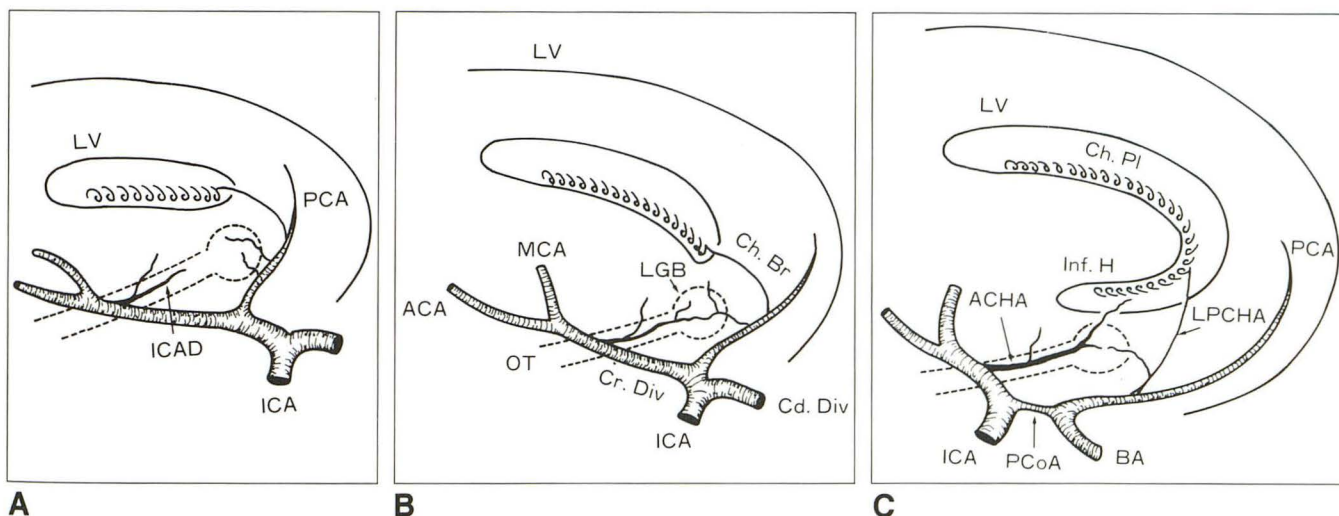 LV
PCA
ICAD
ICA
A
LV
Ch. Br
MCA
LGB
ACA
OT
Cr. Div
Cd. Div
ICA
B
LV
Ch. Pl
PCA
Inf. H
ACHA
LPCHA
ICA
PCoA
BA
C